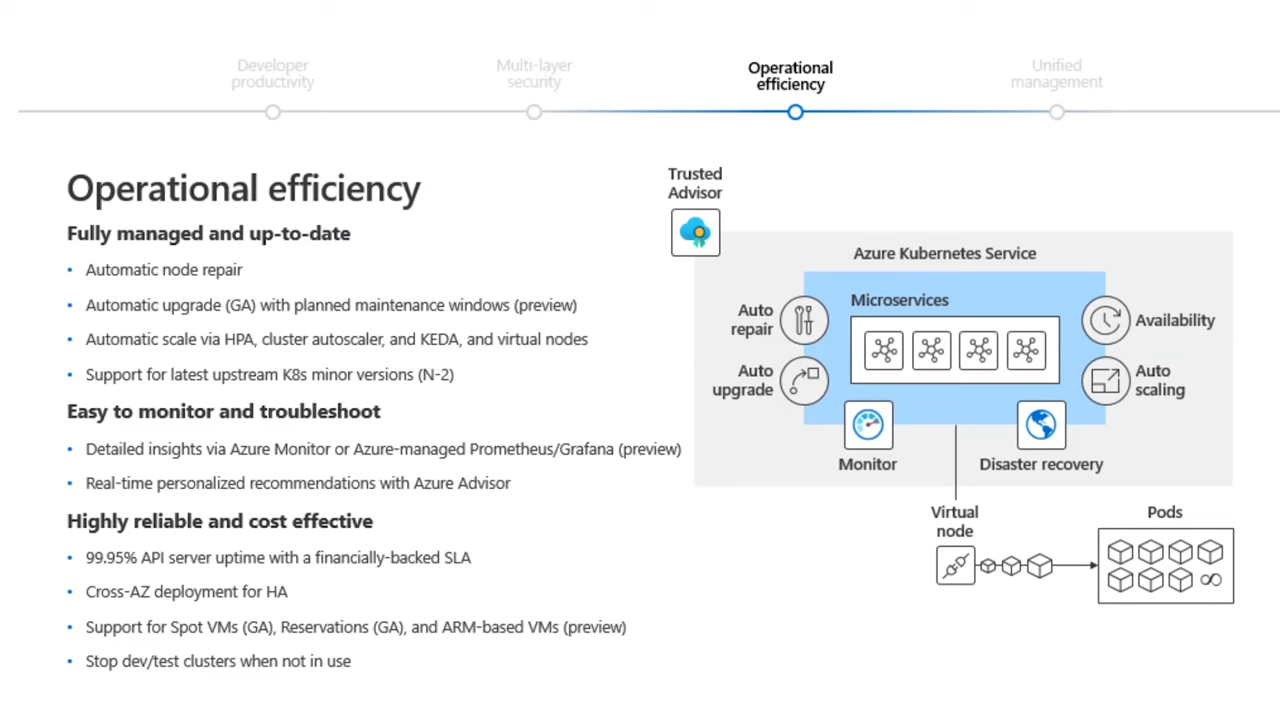 Developer
productivity
Multi-layer
security
Operational
efficiency
Unified
management
Operational efficiency
Fully managed and up-to-date
• Automatic node repair
• Automatic upgrade (GA) with planned maintenance windows (preview)
• Automatic scale via HPA, cluster autoscaler, and KEDA, and virtual nodes
• Support for latest upstream K8s minor versions (N-2)
Easy to monitor and troubleshoot
• Detailed insights via Azure Monitor or Azure-managed Prometheus/Grafana (preview)
• Real-time personalized recommendations with Azure Advisor
Highly reliable and cost effective
• 99.95% API server uptime with a financially-backed SLA
• Cross-AZ deployment for HA
• Support for Spot VMs (GA), Reservations (GA), and ARM-based VMs (preview)
• Stop dev/test clusters when not in use
Trusted
Advisor
Azure Kubernetes Service
Microservices
Auto
repair
Auto
upgrade
Availability
Auto
scaling
Monitor
Disaster recovery
Virtual
node
Pods
∞